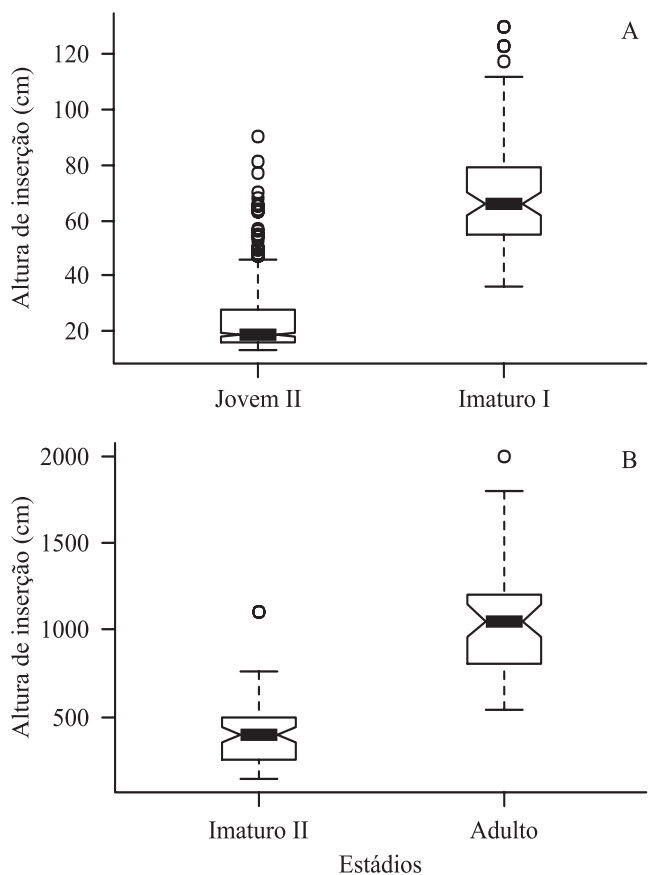 A
Altura de inserção (cm)
120
100
80
60
40
20
Jovem II
Imaturo I
B
Altura de inserção (cm)
2000
1500
1000
500
Imaturo II
Adulto
Estádios